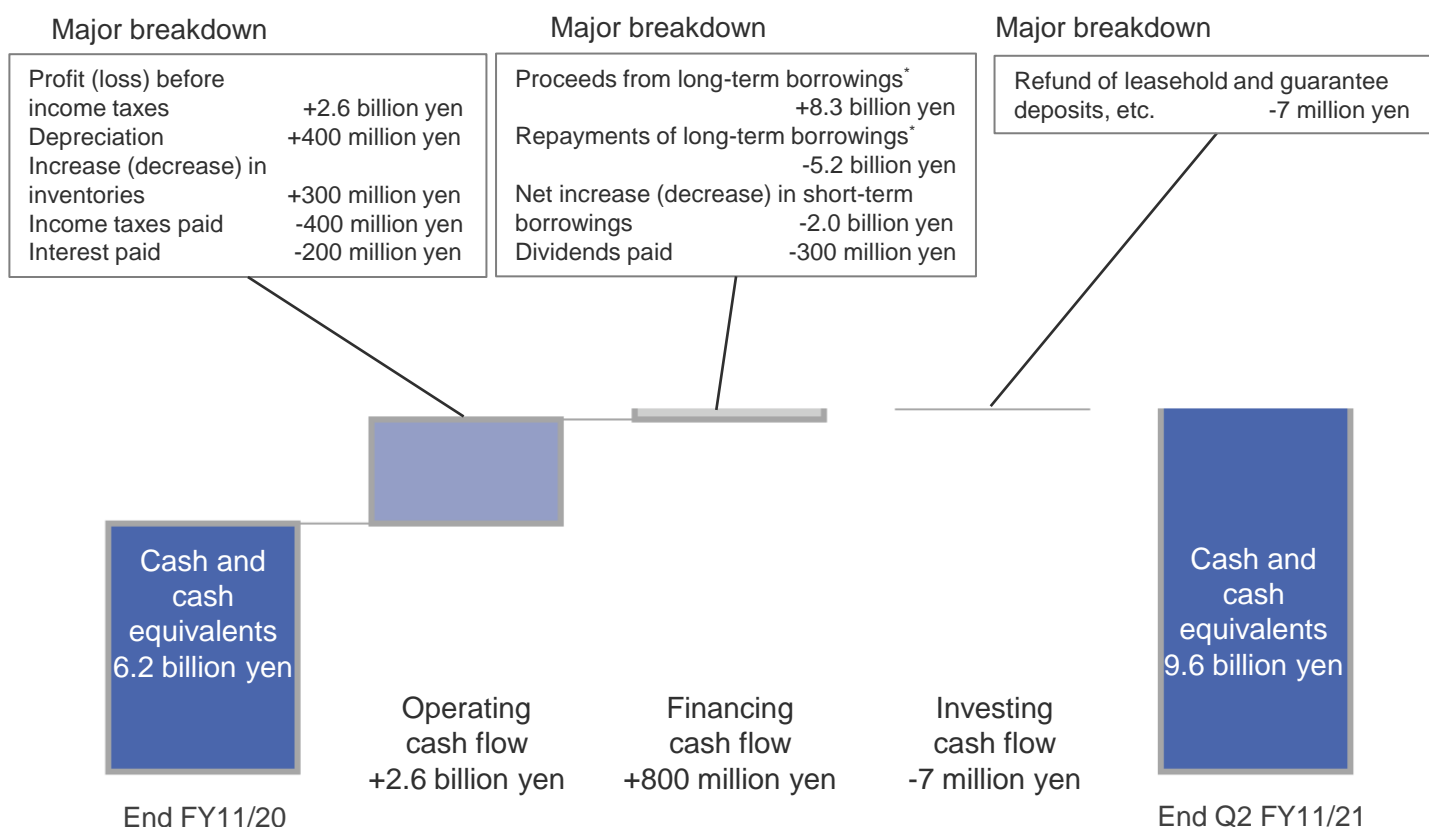 Major breakdown
Profit (loss) before
income taxes +2.6 billion yen
Depreciation +400 million yen
Increase (decrease) in
inventories +300 million yen
Income taxes paid -400 million yen
Interest paid -200 million yen
Major breakdown
Proceeds from long-term borrowings*
+8.3 billion yen
Repayments of long-term borrowings*
-5.2 billion yen
Net increase (decrease) in short-term
borrowings -2.0 billion yen
Dividends paid -300 million yen
Major breakdown
Refund of leasehold and guarantee
deposits, etc. -7 million yen
Cash and
cash
equivalents
6.2 billion yen
End FY11/20
Operating
cash flow
+2.6 billion yen
Financing
cash flow
+800 million yen
Investing
cash flow
-7 million yen
Cash and
cash
equivalents
9.6 billion yen
End Q2 FY11/21